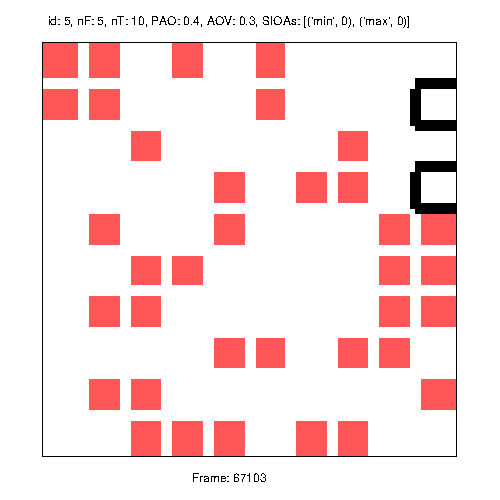 id: 5, nF: 5, nT: 10, PAO: 0.4, AOV: 0.3, SIOAs: [('min', 0), ('max', 0)]
Frame: 67103